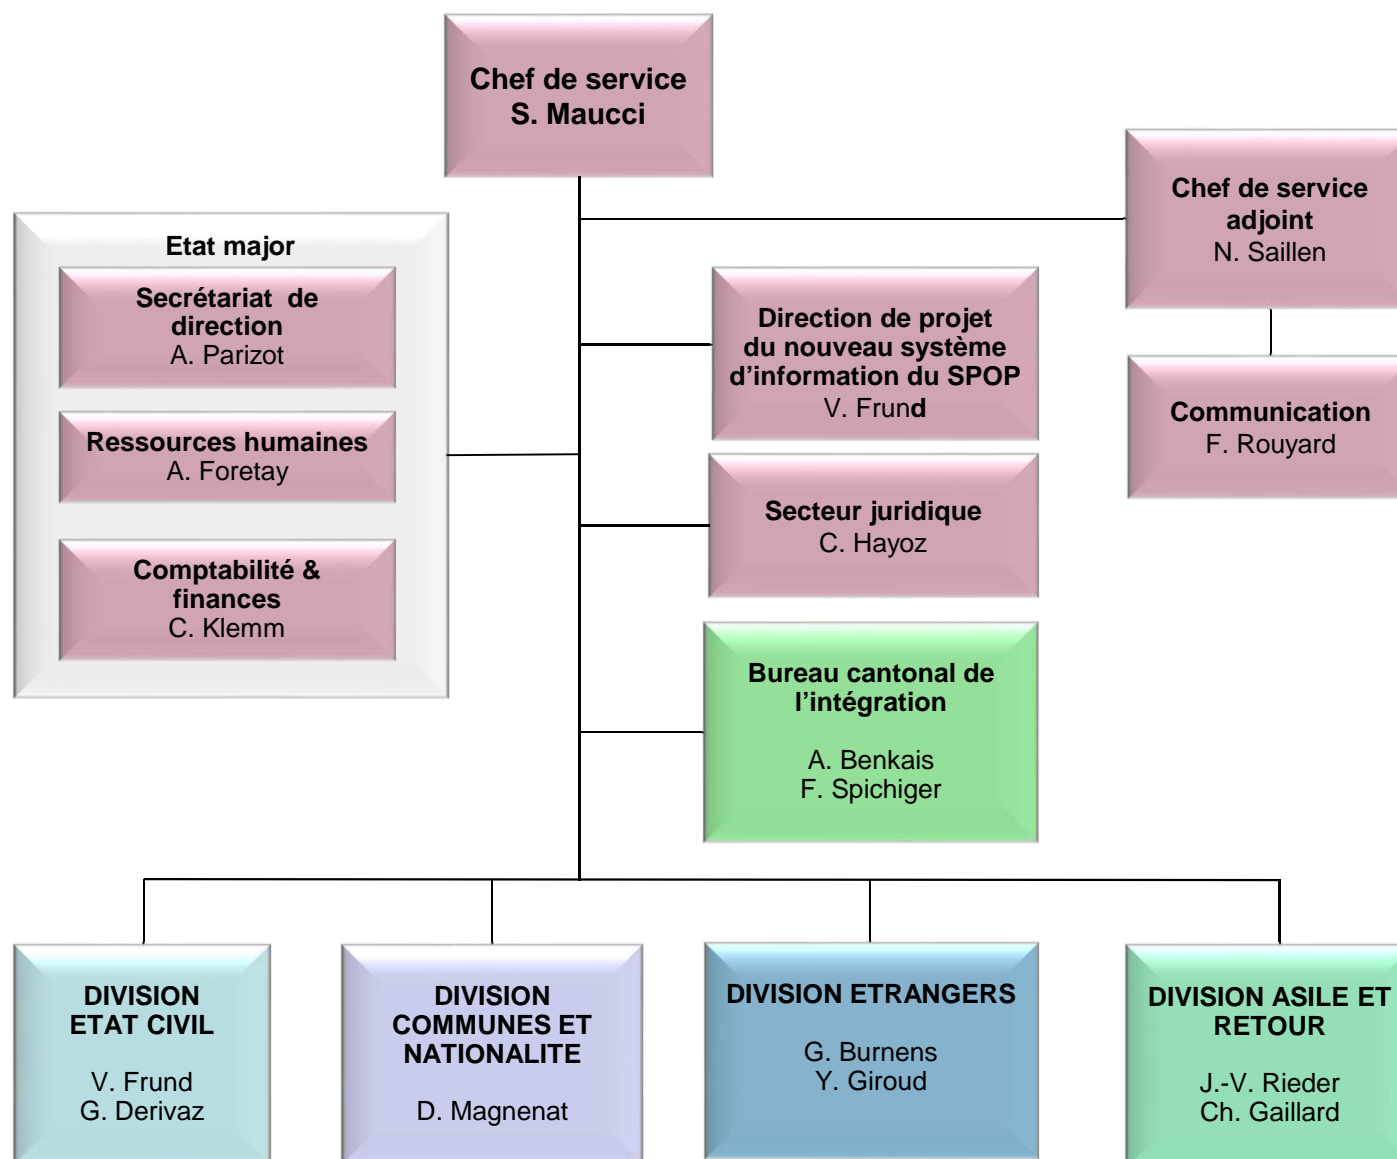 Chef de service
S. Maucci
Chef de service
adjoint
N. Saillen
Etat major
Secrétariat de
direction
A. Parizot
Ressources humaines
A. Foretay
Comptabilité &
finances
C. Klemm
Direction de projet
du nouveau système
d’information du SPOP
V. Frund
Communication
F. Rouyard
Secteur juridique
C. Hayoz
Bureau cantonal de
l’intégration
A. Benkais
F. Spichiger
DIVISION
ETAT CIVIL
V. Frund
G. Derivaz
DIVISION
COMMUNES ET
NATIONALITE
D. Magnenat
DIVISION ETRANGERS
G. Burnens
Y. Giroud
DIVISION ASILE ET
RETOUR
J.-V. Rieder
Ch. Gaillard